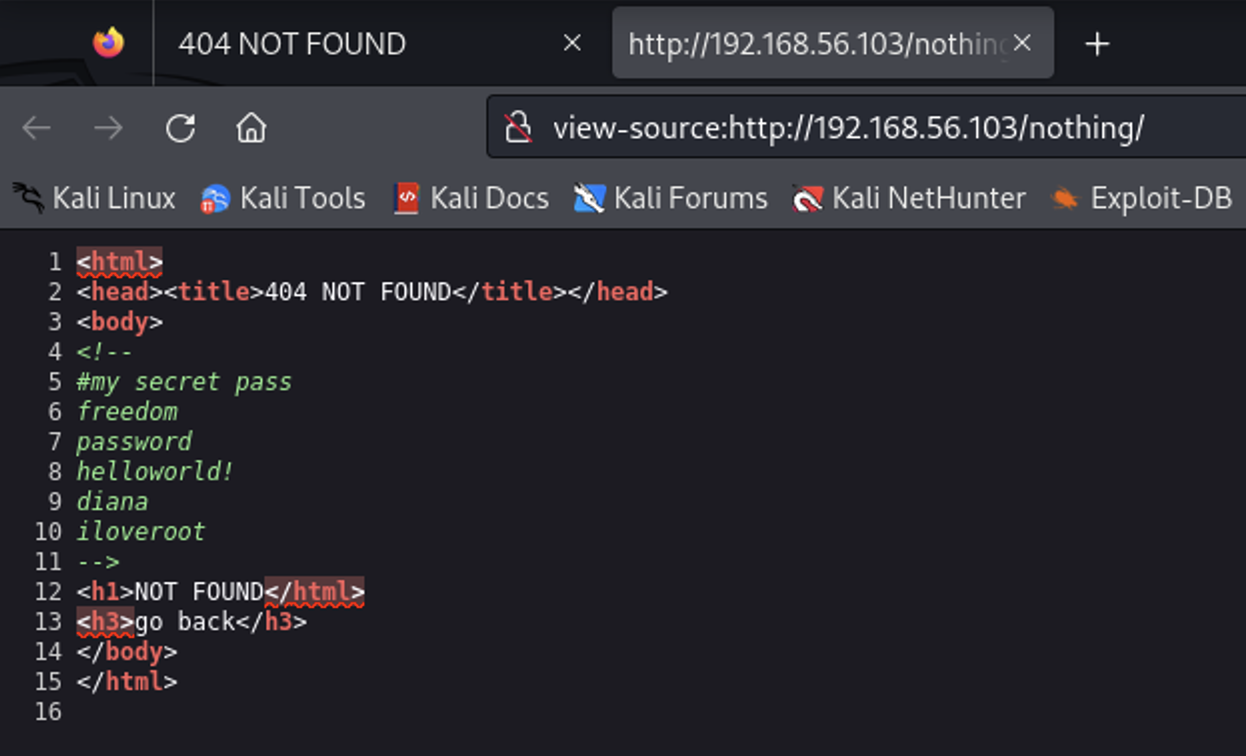 404 NOT FOUND
http://192.168.56.103/nothing
view-source:http://192.168.56.103/nothing/
Kali Linux Kali Tools Kali Docs Kali Forums Kali NetHunter Exploit-DB
1 <html>
2 <head><title>404 NOT FOUND</title></head>
3 <body>
4 <!--
5 #my secret pass
6 freedom
7 password
8 helloworld!
9 diana
10 iloveroot
11 -->
12 <h1>NOT FOUND</html>
13 <h3>go back</h3>
14 </body>
15 </html>
16